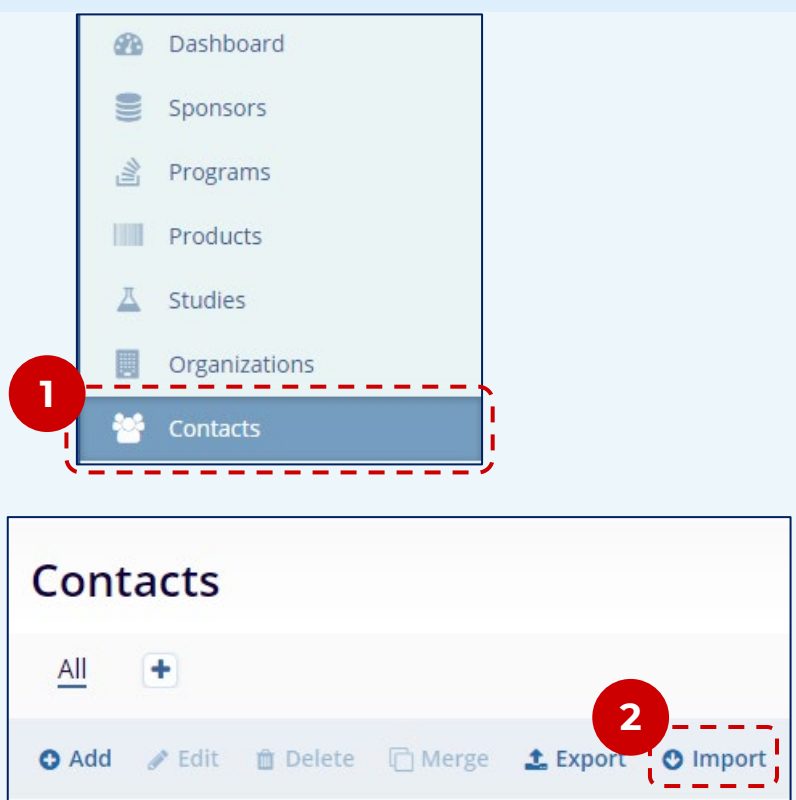 Dashboard
Sponsors
Programs
Products
Studies
Organizations
1
Contacts
Contacts
All
2
Add Edit Delete Merge Export Import